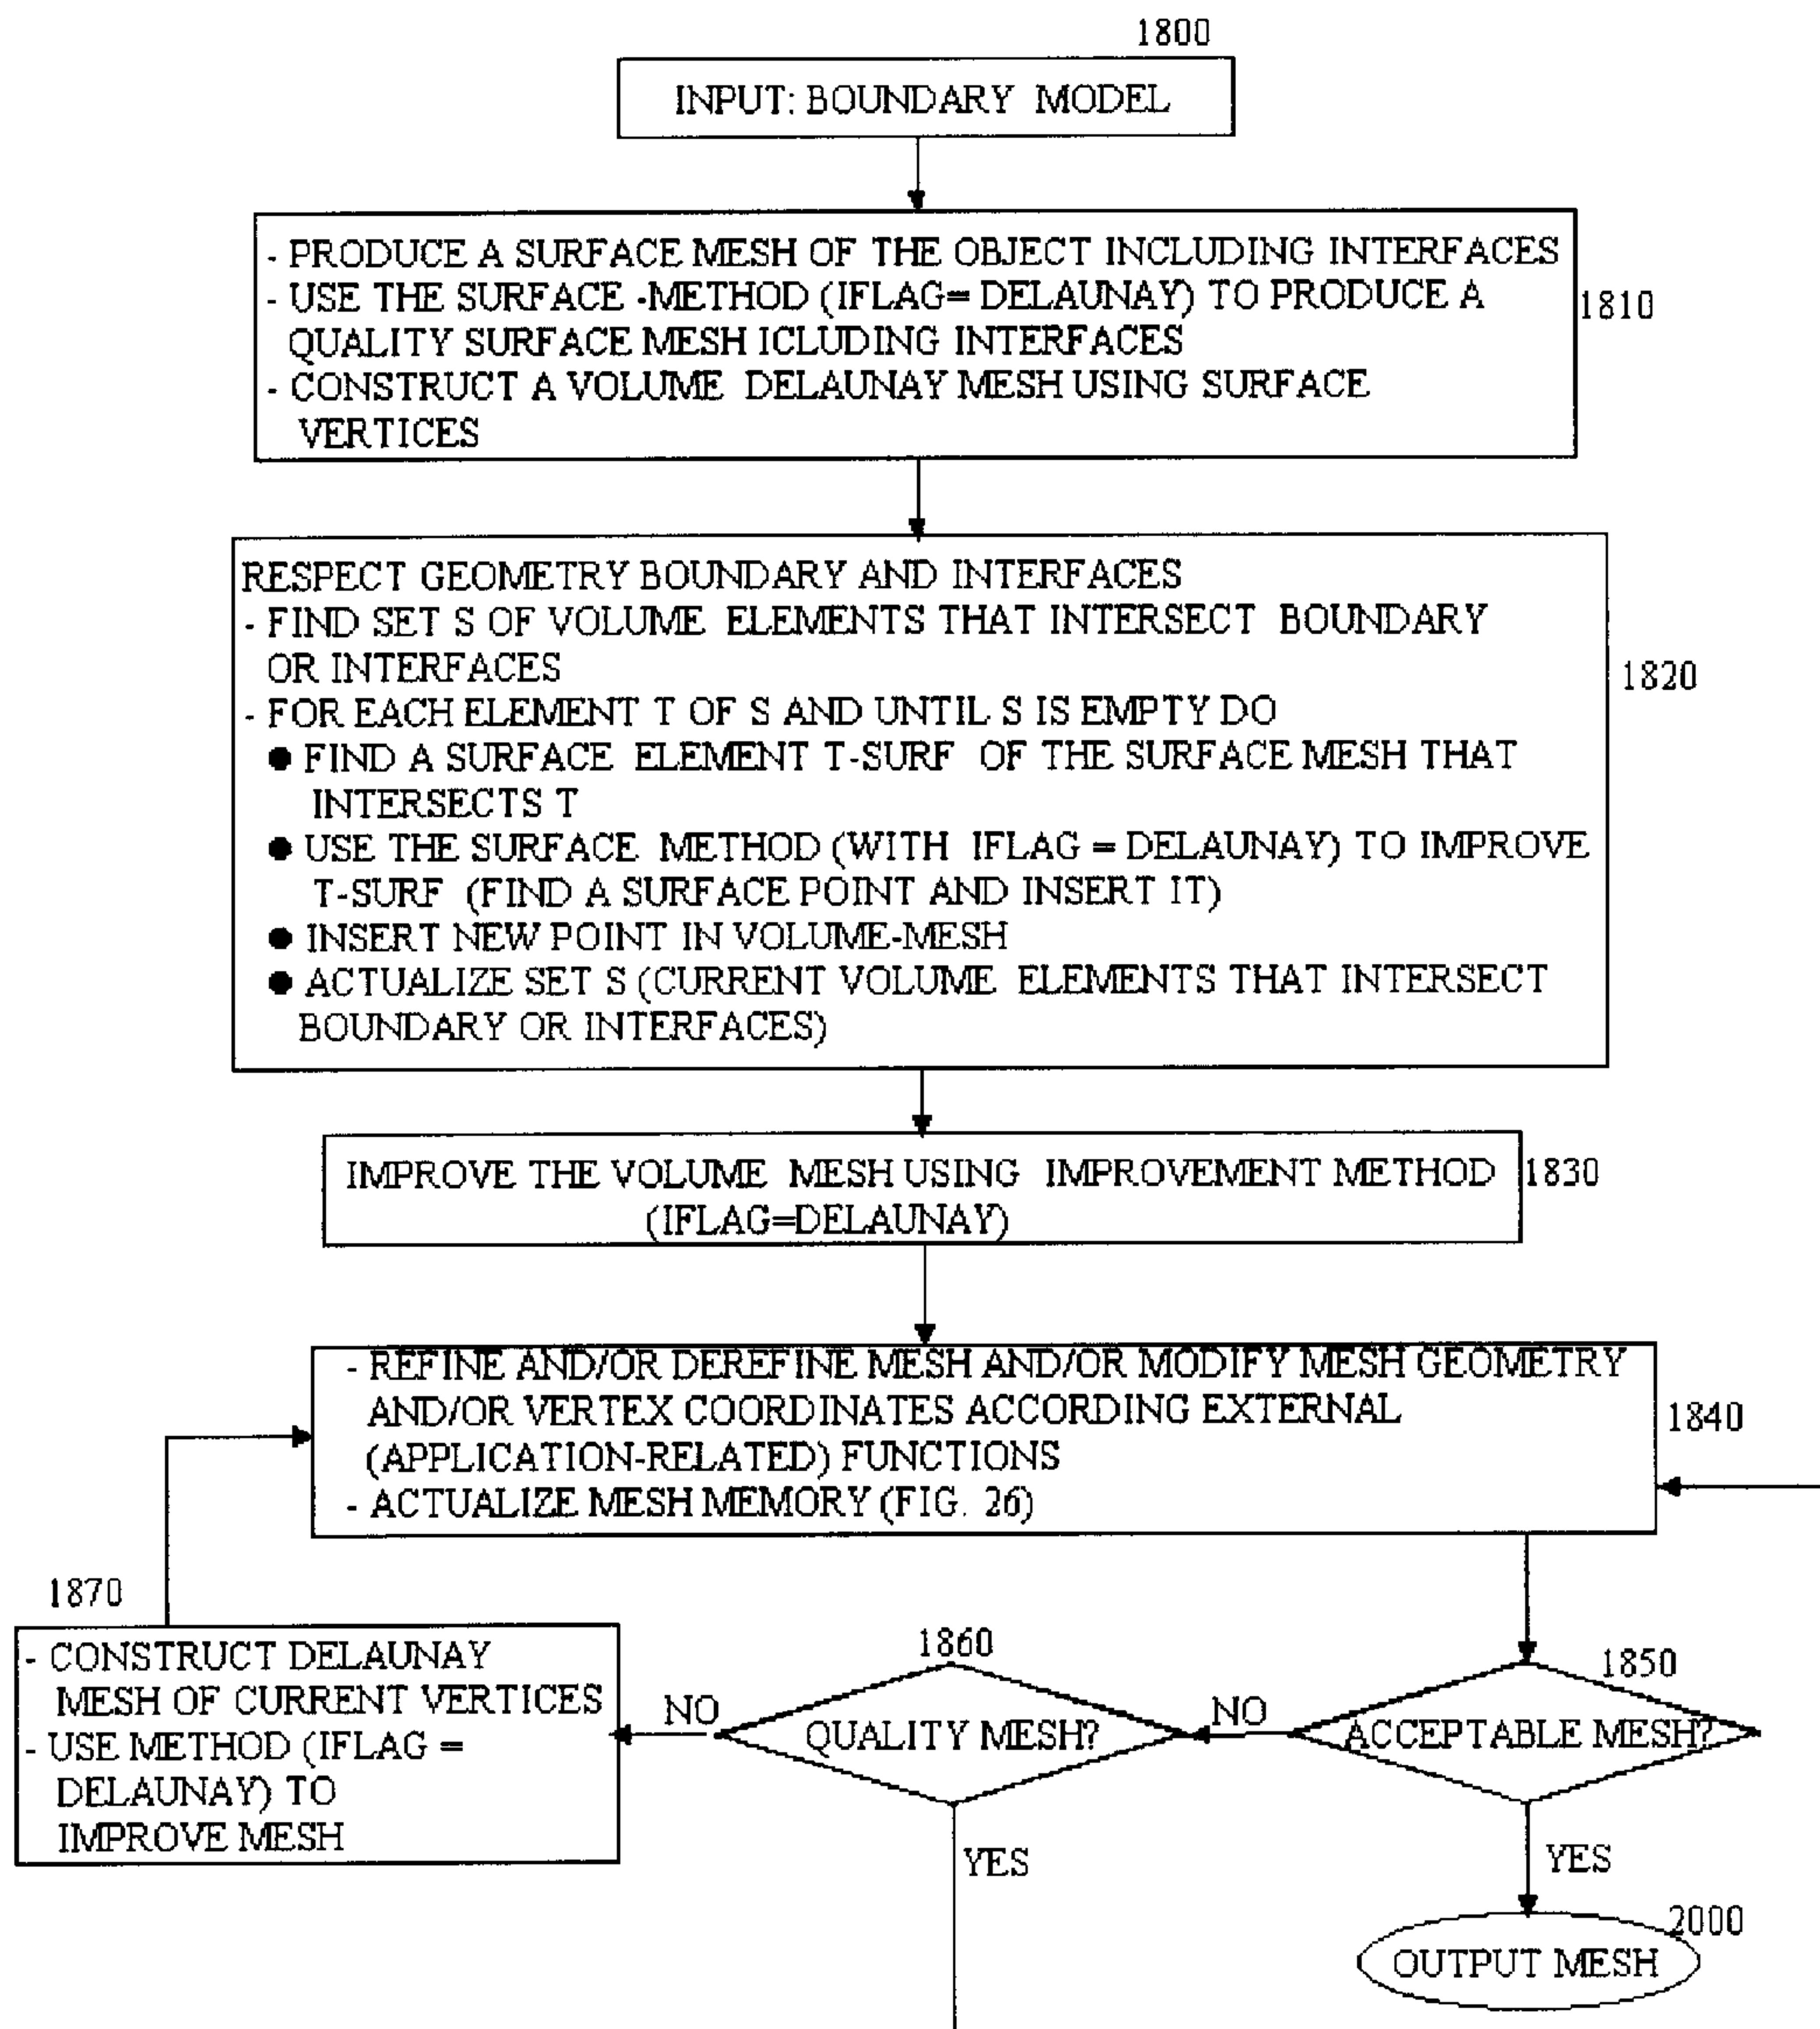 1800
INPUT: BOUNDARY MODEL
- PRODUCE A SURFACE MESH OF THE OBJECT INCLUDING INTERFACES
- USE THE SURFACE -METHOD (IFLAG= DELAUNAY) TO PRODUCE A
QUALITY SURFACE MESH ICLUDING INTERFACES
- CONSTRUCT A VOLUME DELAUNAY MESH USING SURFACE
VERTICES
1810
RESPECT GEOMETRY BOUNDARY AND INTERFACES
- FIND SET S OF VOLUME ELEMENTS THAT INTERSECT BOUNDARY
OR INTERFACES
- FOR EACH ELEMENT T OF S AND UNTIL S IS EMPTY DO
● FIND A SURFACE ELEMENT T-SURF OF THE SURFACE MESH THAT
INTERSECTS T
● USE THE SURFACE METHOD (WITH IFLAG = DELAUNAY) TO IMPROVE
T-SURF (FIND A SURFACE POINT AND INSERT IT)
● INSERT NEW POINT IN VOLUME-MESH
● ACTUALIZE SET S (CURRENT VOLUME ELEMENTS THAT INTERSECT
BOUNDARY OR INTERFACES)
1820
IMPROVE THE VOLUME MESH USING IMPROVEMENT METHOD
(IFLAG=DELAUNAY)
1830
- REFINE AND/OR DEREFINE MESH AND/OR MODIFY MESH GEOMETRY
AND/OR VERTEX COORDINATES ACCORDING EXTERNAL
(APPLICATION-RELATED) FUNCTIONS
- ACTUALIZE MESH MEMORY (FIG. 26)
1840
1850
ACCEPTABLE MESH?
NO
YES
1860
QUALITY MESH?
NO
YES
1870
- CONSTRUCT DELAUNAY
MESH OF CURRENT VERTICES
- USE METHOD (IFLAG =
DELAUNAY) TO
IMPROVE MESH
2000
OUTPUT MESH